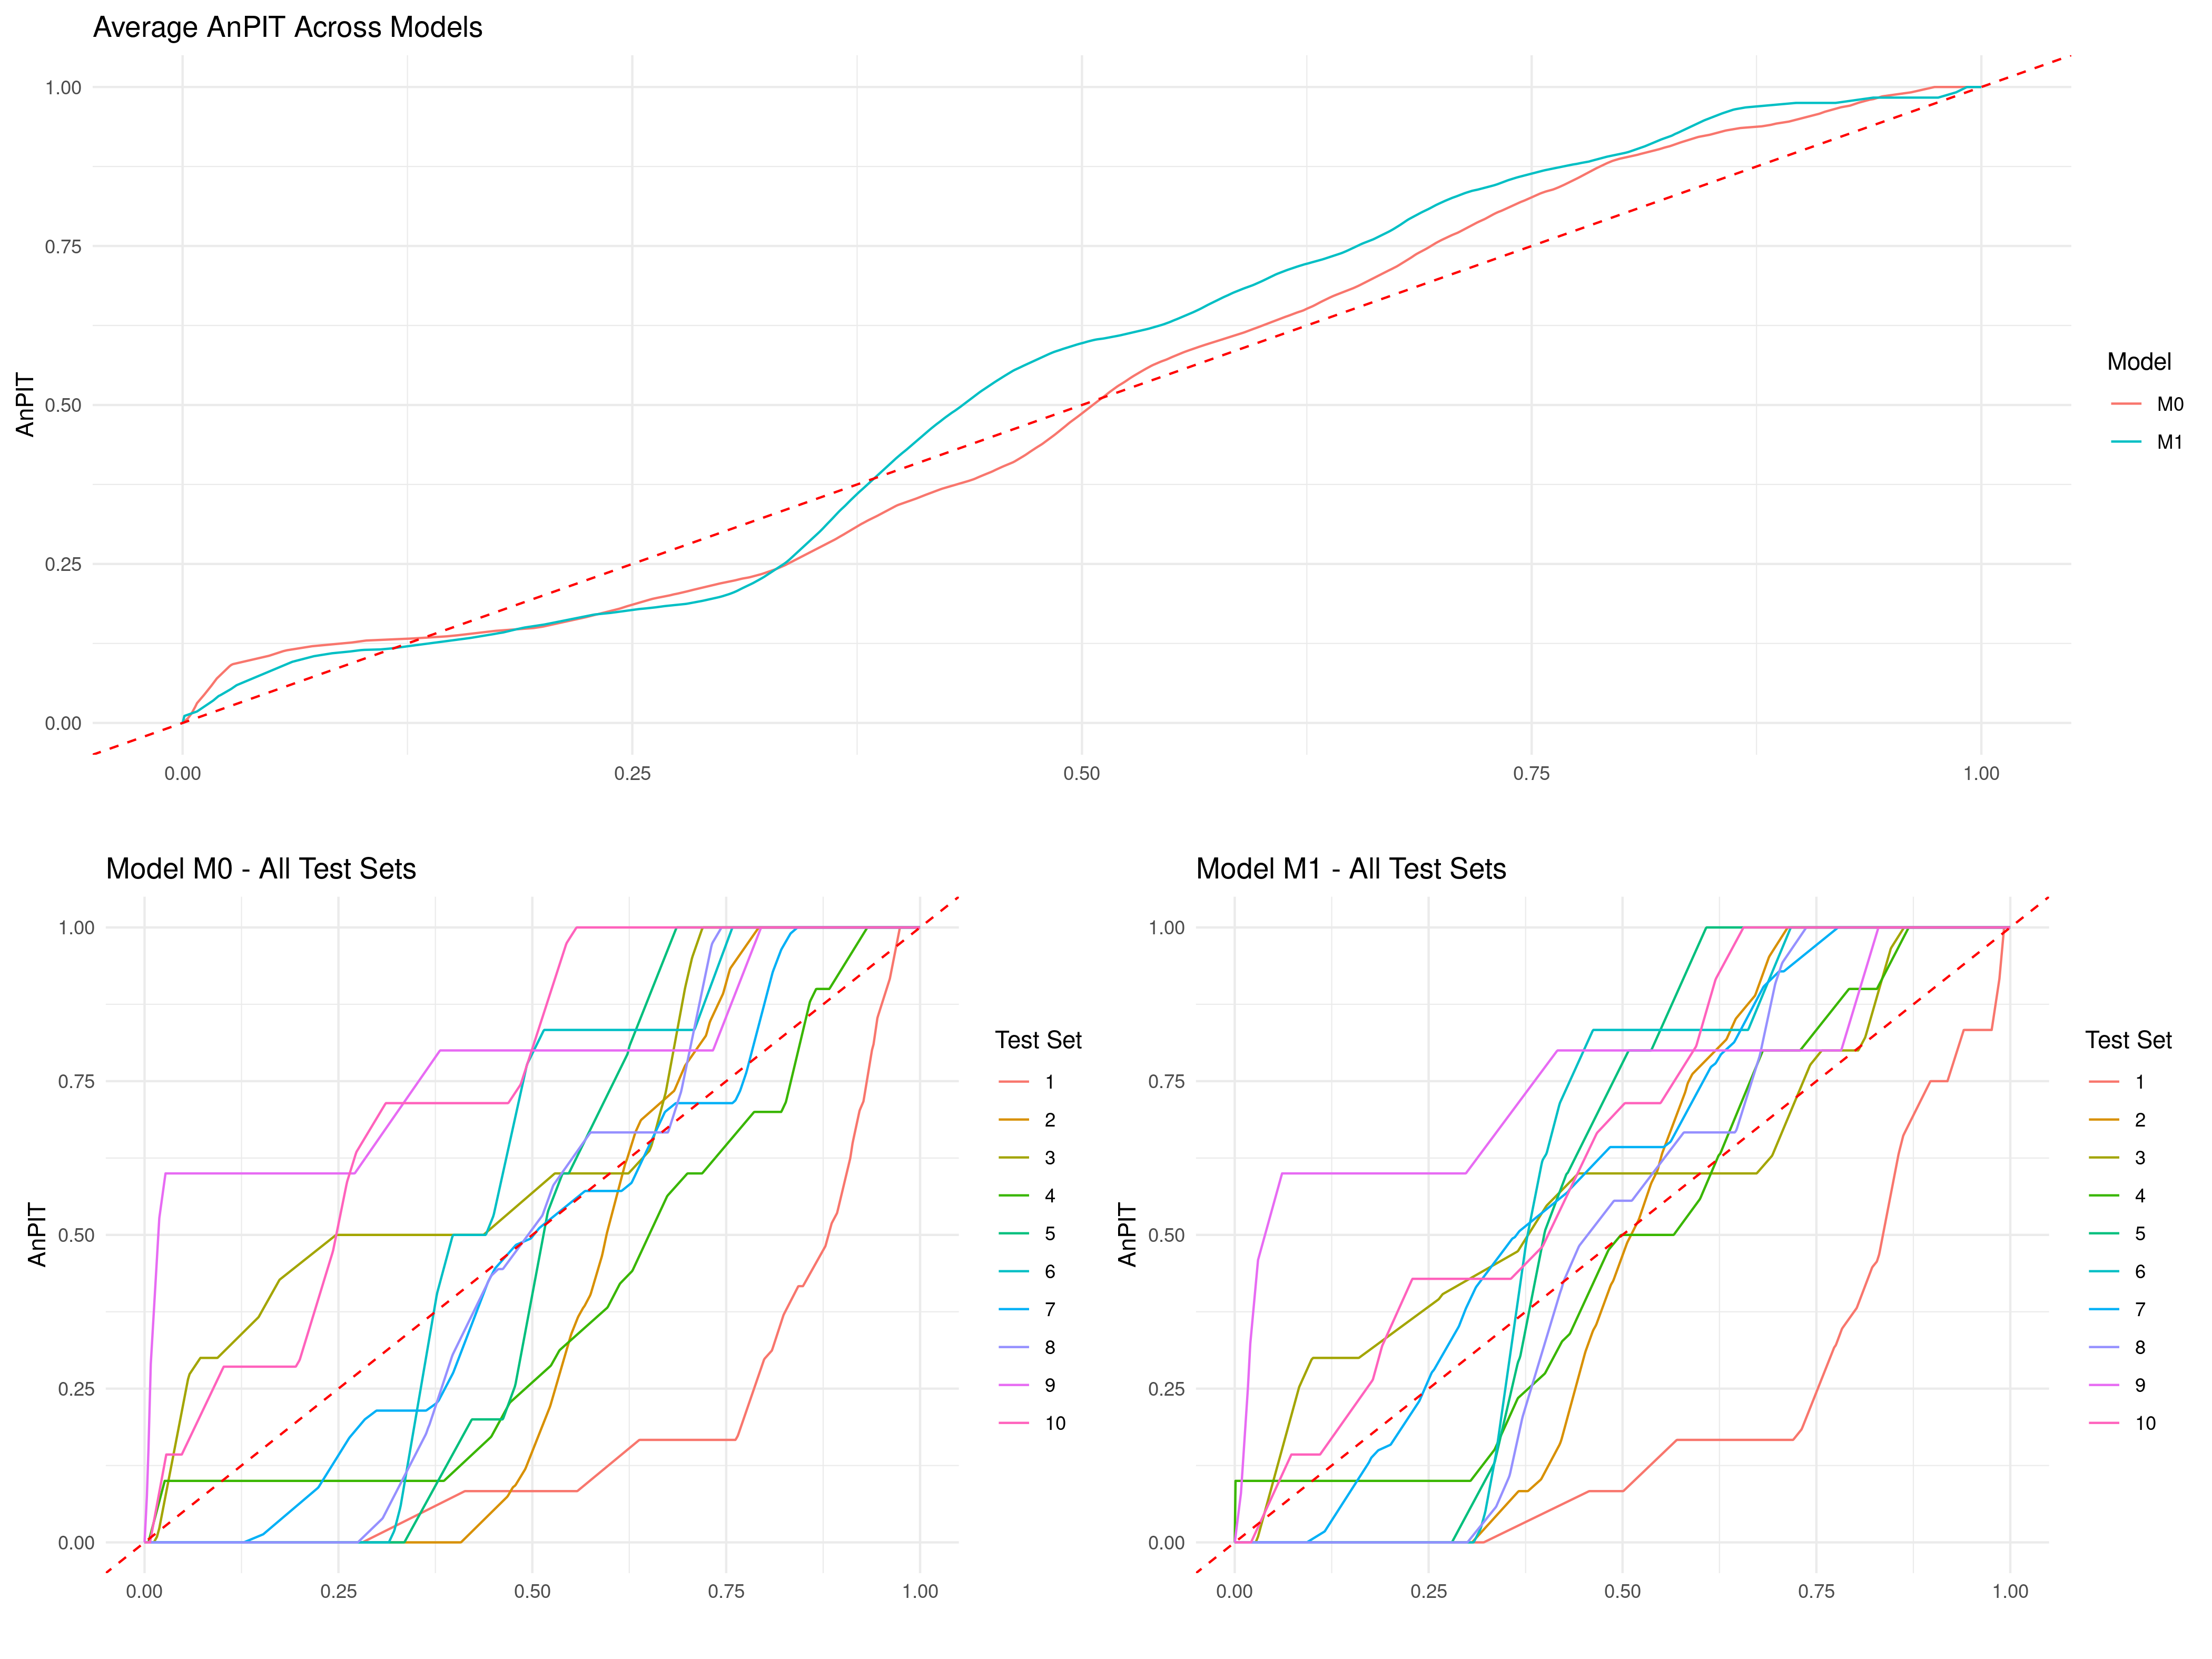 Average AnPIT Across Models
1.00
0.75
0.50
0.25
0.00
AnPIT
0.00 0.25 0.50 0.75 1.00
Model
M0
M1
Model M0 - All Test Sets
1.00
0.75
0.50
0.25
0.00
AnPIT
0.00 0.25 0.50 0.75 1.00
Test Set
1
2
3
4
5
6
7
8
9
10
Model M1 - All Test Sets
1.00
0.75
0.50
0.25
0.00
AnPIT
0.00 0.25 0.50 0.75 1.00
Test Set
1
2
3
4
5
6
7
8
9
10